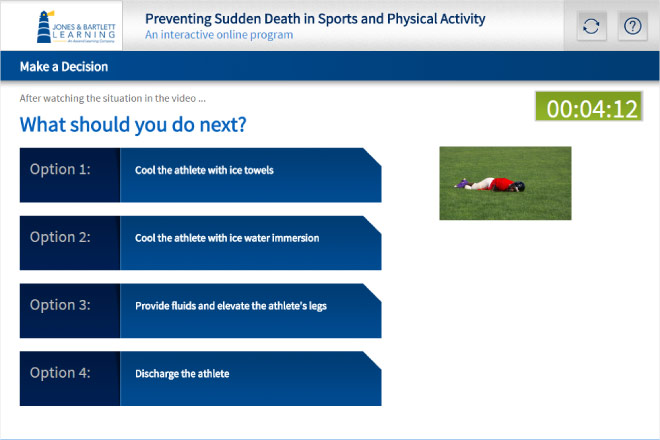 JONES & BARTLETT
LEARNING
An Ascend Learning Company
Preventing Sudden Death in Sports and Physical Activity
An interactive online program
?
Make a Decision
After watching the situation in the video ...
What should you do next?
00:04:12
Option 1:
Cool the athlete with ice towels
Option 2:
Cool the athlete with ice water immersion
Option 3:
Provide fluids and elevate the athlete's legs
Option 4:
Discharge the athlete